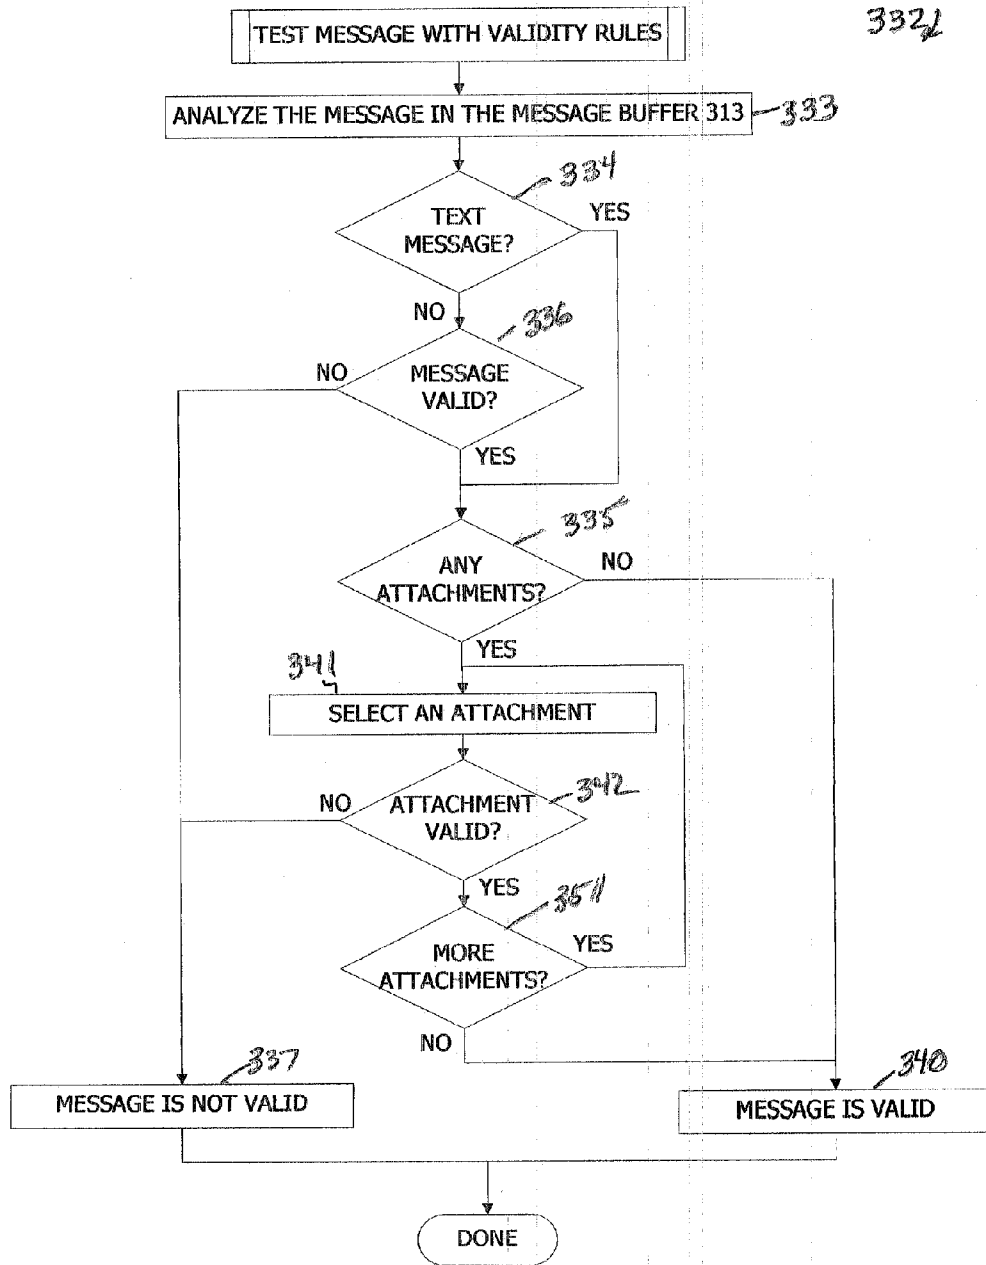 TEST MESSAGE WITH VALIDITY RULES
ANALYZE THE MESSAGE IN THE MESSAGE BUFFER 313
333
334
TEXT
MESSAGE?
YES
NO
336
MESSAGE
VALID?
NO
YES
335
ANY
ATTACHMENTS?
NO
YES
341
SELECT AN ATTACHMENT
342
ATTACHMENT
VALID?
NO
YES
MORE
ATTACHMENTS?
YES
NO
337
MESSAGE IS NOT VALID
340
MESSAGE IS VALID
DONE